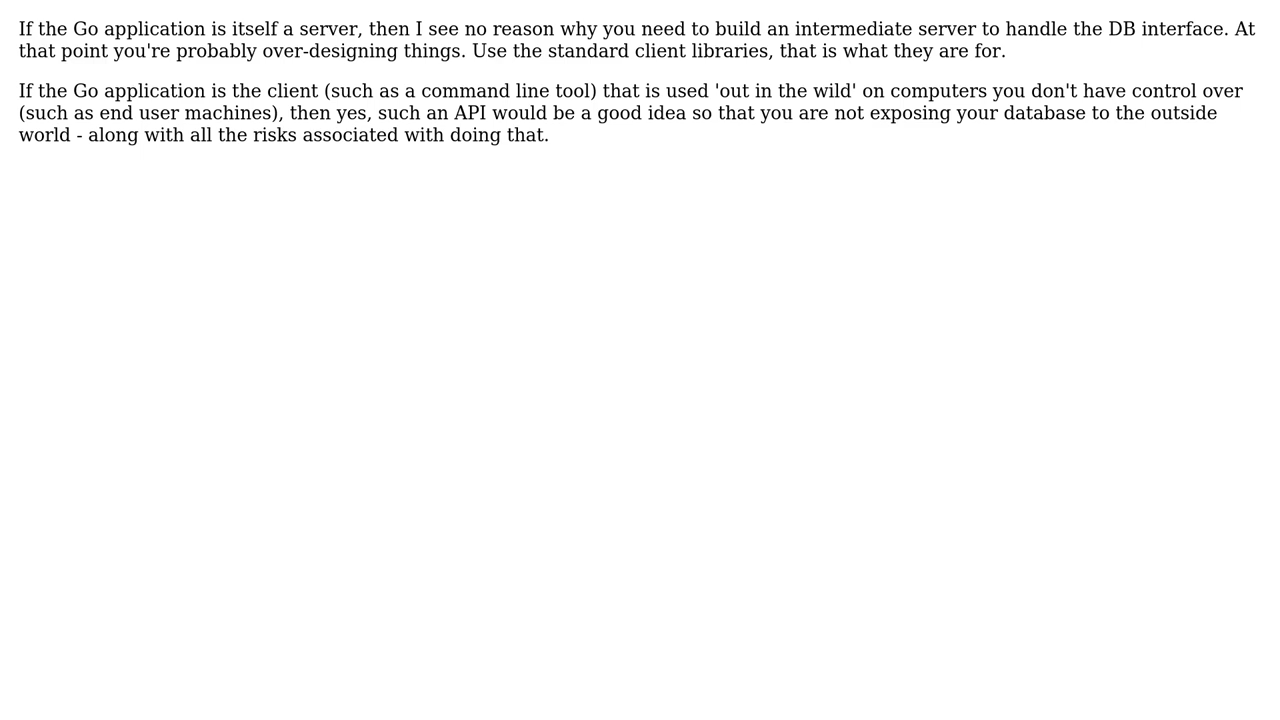 If the Go application is itself a server, then I see no reason why you need to build an intermediate server to handle the DB interface. At
that point you're probably over-designing things. Use the standard client libraries, that is what they are for.
If the Go application is the client (such as a command line tool) that is used 'out in the wild' on computers you don't have control over
(such as end user machines), then yes, such an API would be a good idea so that you are not exposing your database to the outside
world - along with all the risks associated with doing that.